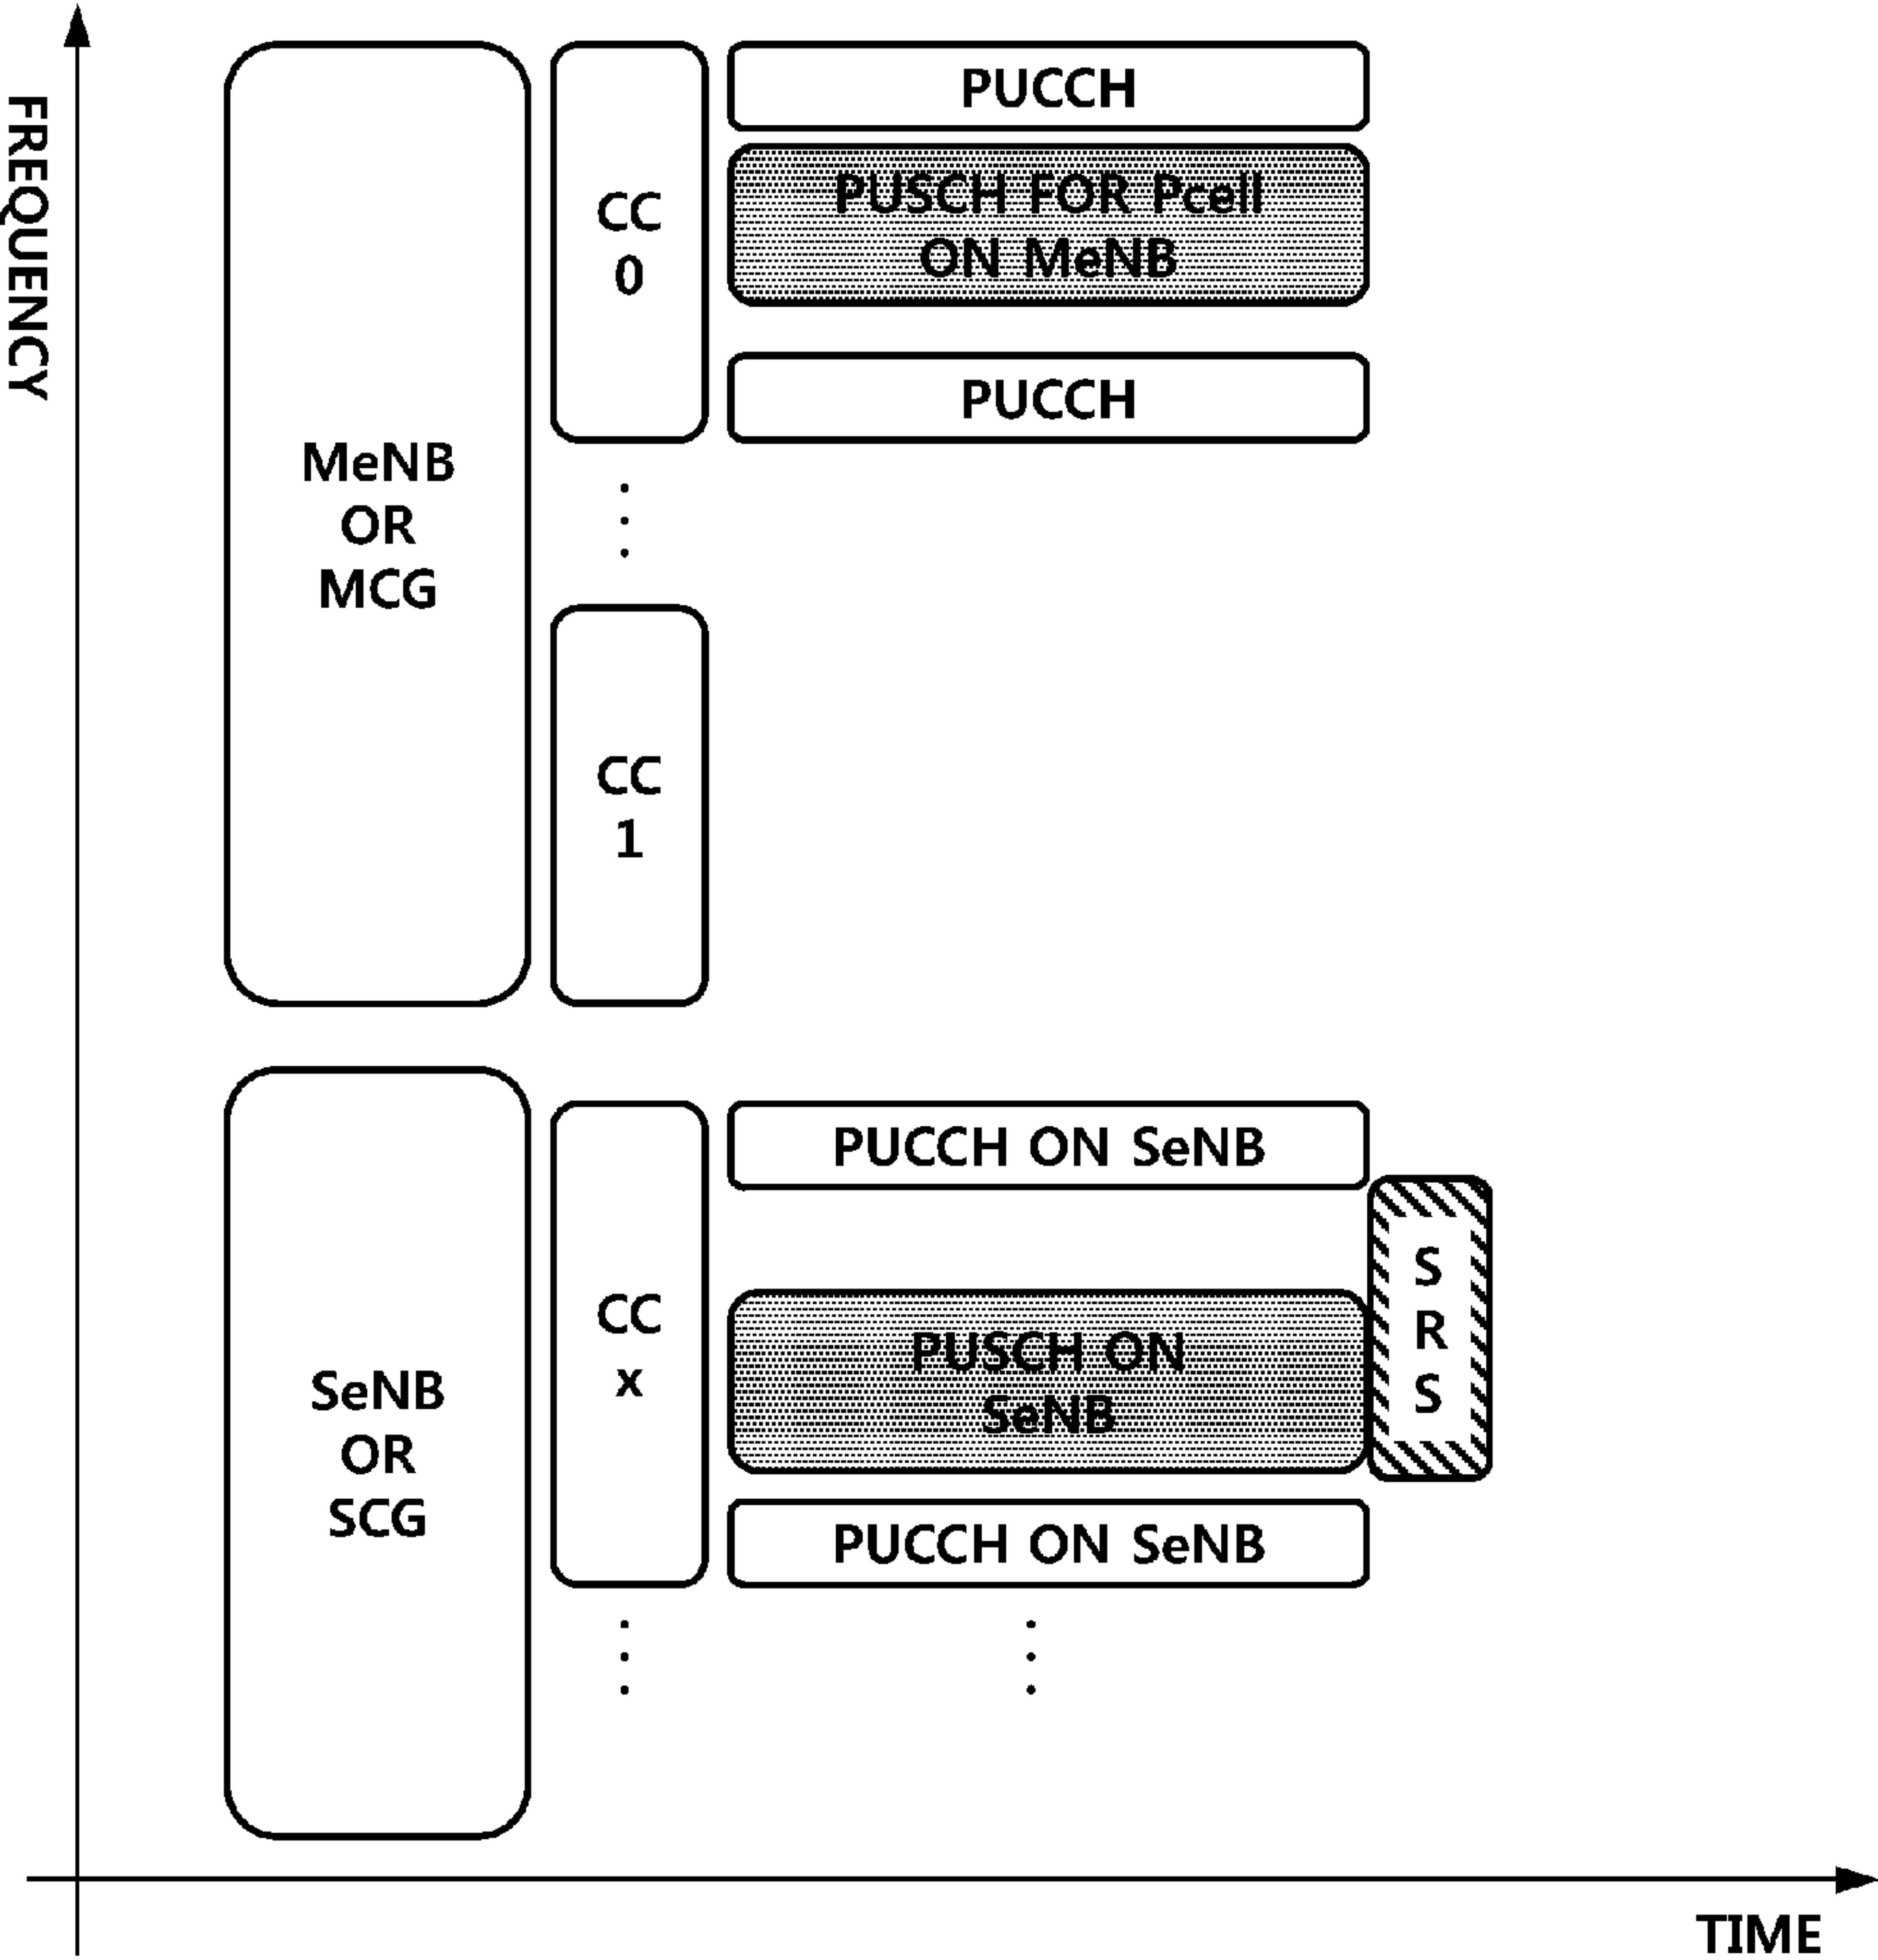 FREQUENCY
MeNB
OR
MCG
CC
0
PUCCH
PUSCH FOR Pcell
ON MeNB
PUCCH
CC
1
SeNB
OR
SCG
CC
x
PUCCH ON SeNB
PUSCH ON
SeNB
PUCCH ON SeNB
S
R
S
TIME